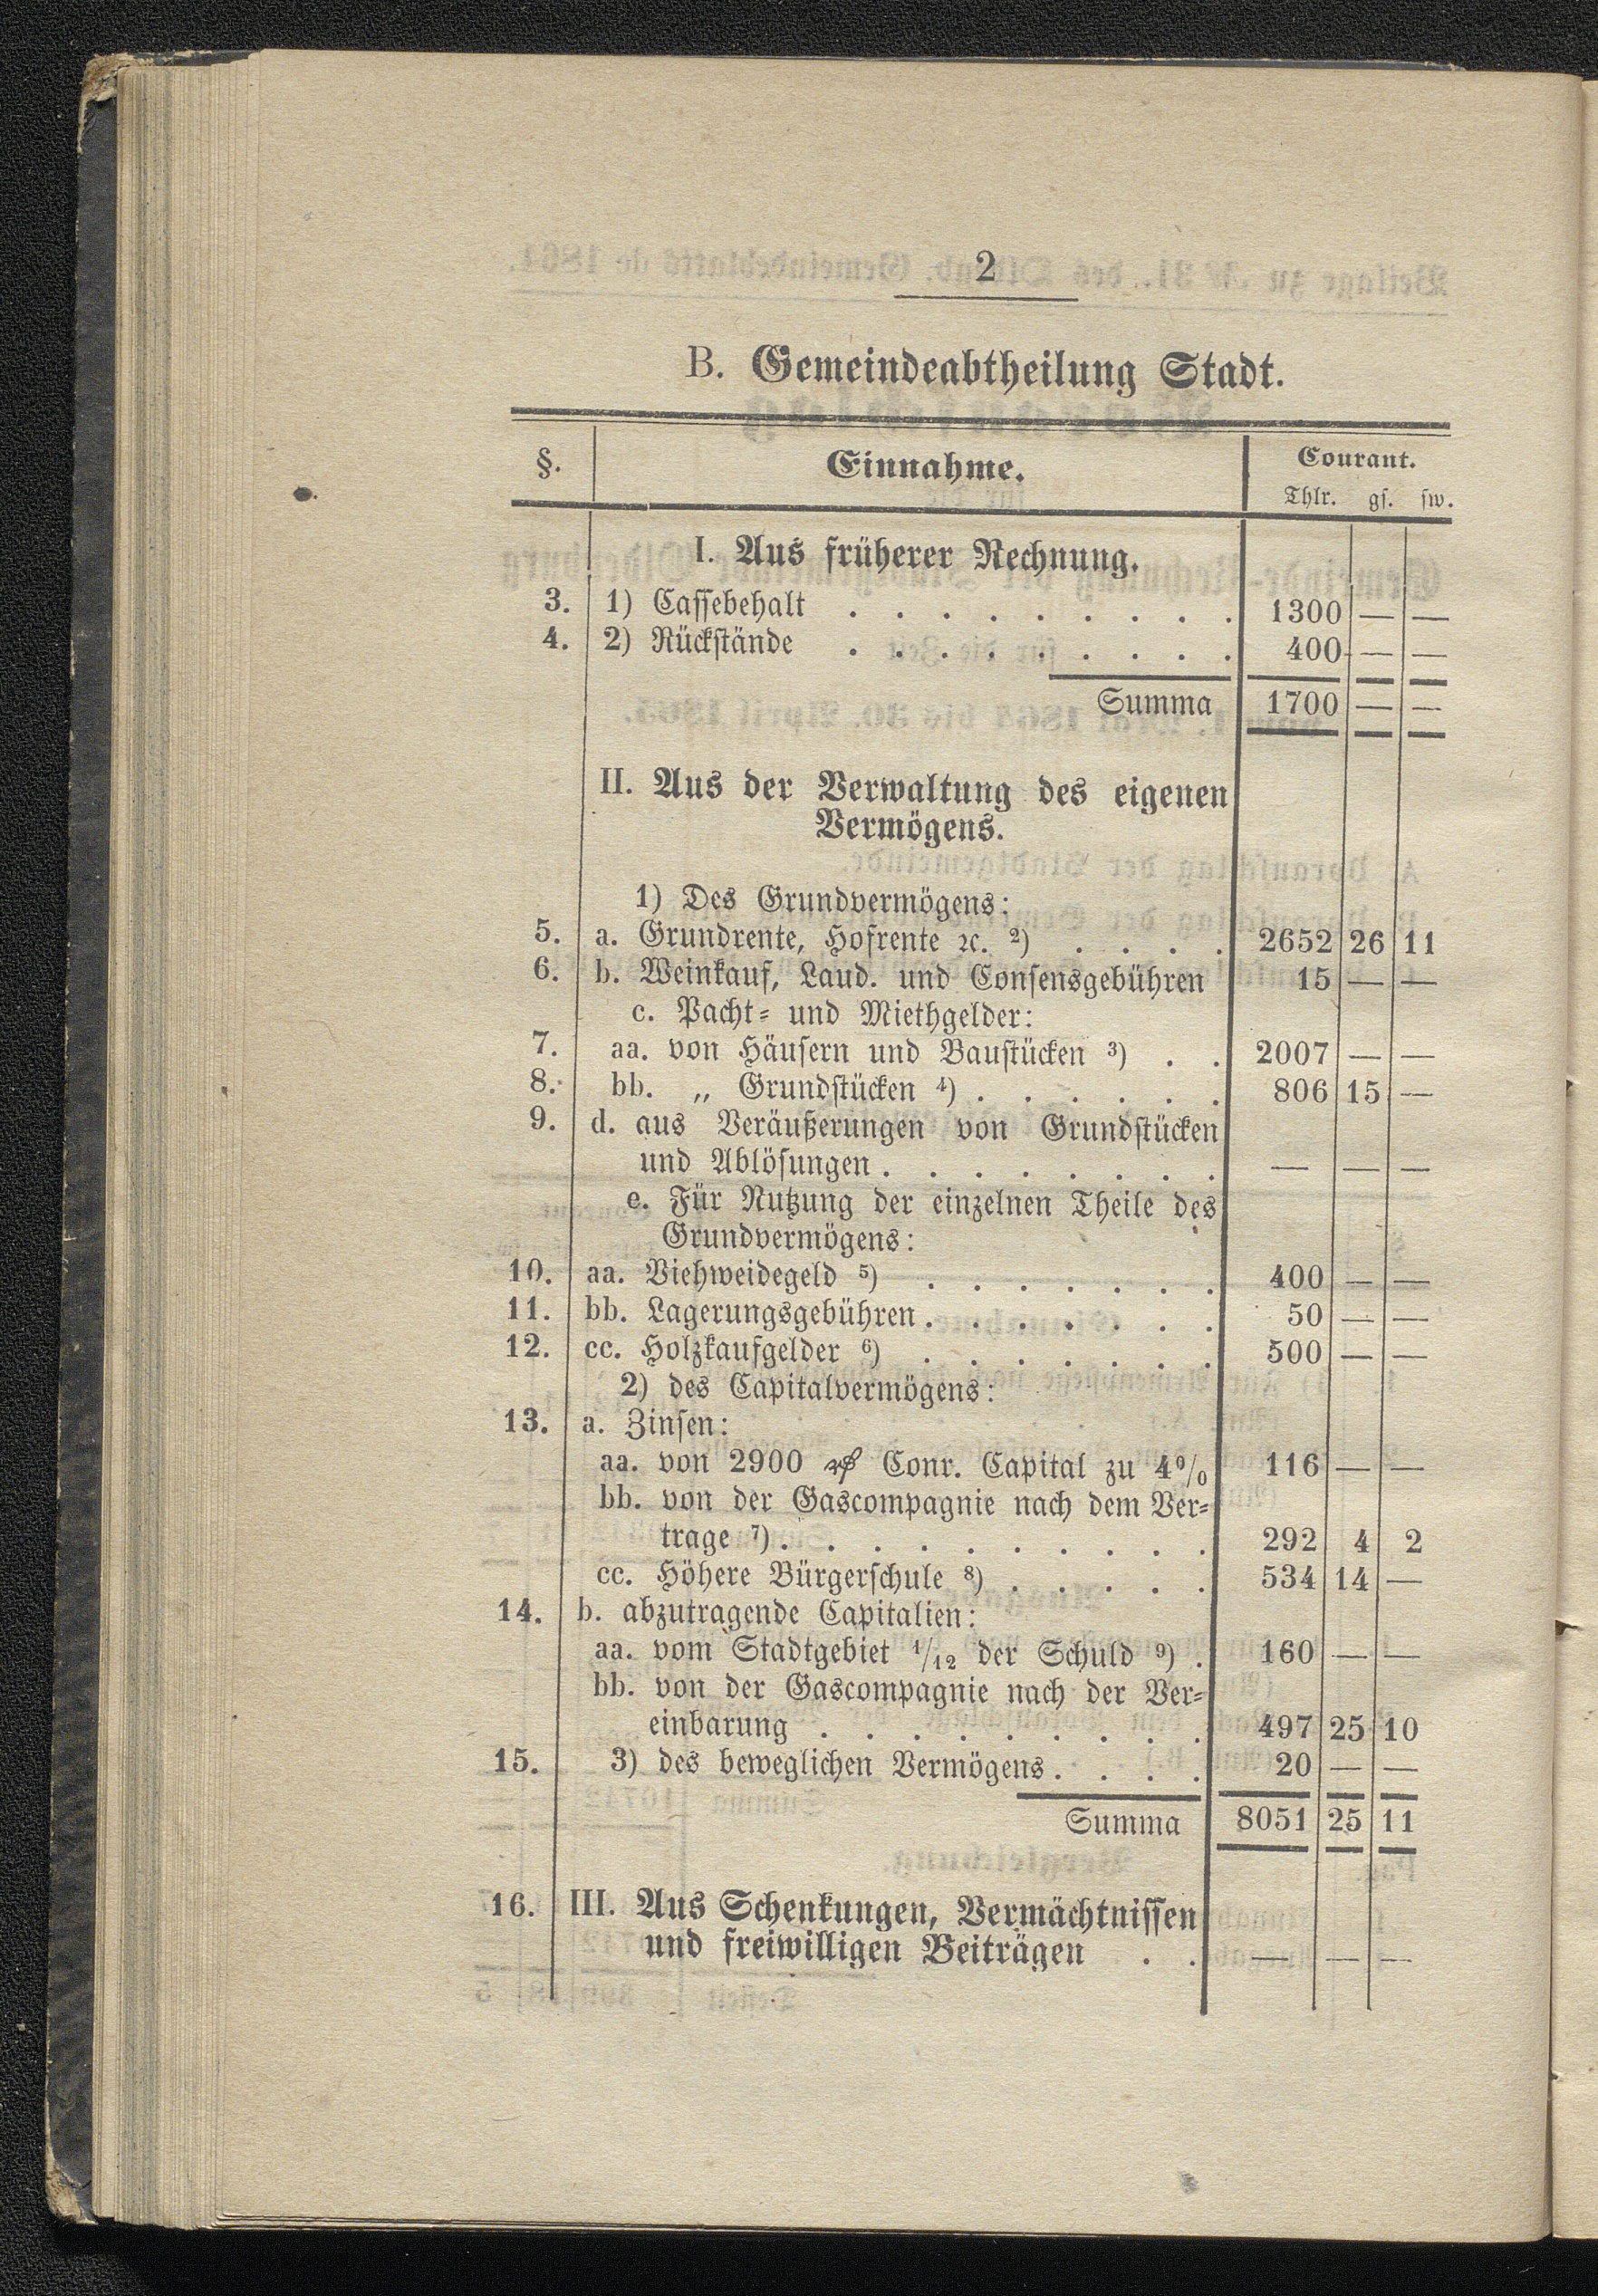 2
B. Gemeindeabtheilung Stadt.
§. Einnahme. Courant.
Thlr. gs. sw.
I. Aus früherer Rechnung.
3. 1) Cassebehalt . . . . . . . . . 1300 — —
4. 2) Rückstände . . . . . . . . . 400 — —
Summa 1700 — —
II. Aus der Verwaltung des eigenen
Vermögens.
1) Des Grundvermögens:
5. a. Grundrente, Hofrente ꝛc. ²) . . . . 2652 26 11
6. b. Weinkauf, Laud. und Consensgebühren 15 — —
c. Pacht- und Miethgelder:
7. aa. von Häusern und Baustücken ³) . . 2007 — —
8. bb. „ Grundstücken ⁴) . . . . . . 806 15 —
9. d. aus Veräußerungen von Grundstücken
und Ablösungen . . . . . . . . — — —
e. Für Nutzung der einzelnen Theile des
Grundvermögens:
10. aa. Viehweidegeld ⁵) . . . . . . . 400 — —
11. bb. Lagerungsgebühren . . . . . . . 50 — —
12. cc. Holzkaufgelder ⁶) . . . . . . . 500 — —
2) des Capitalvermögens:
13. a. Zinsen:
aa. von 2900 ₰ Conr. Capital zu 4% 116 — —
bb. von der Gascompagnie nach dem Ver-
trage ⁷) . . . . . . . . . . 292 4 2
cc. Höhere Bürgerschule ⁸) . . . . . 534 14 —
14. b. abzutragende Capitalien:
aa. vom Stadtgebiet 1/12 der Schuld ⁹) . 160 — —
bb. von der Gascompagnie nach der Ver-
einbarung . . . . . . . . . 497 25 10
15. 3) des beweglichen Vermögens . . . . 20 — —
Summa 8051 25 11
16. III. Aus Schenkungen, Vermächtnissen
und freiwilligen Beiträgen . . — — —